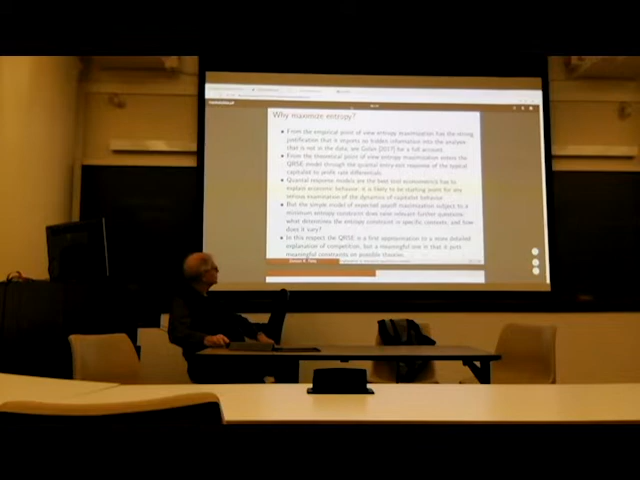 Why maximize entropy?
From the empirical point of view entropy maximization has the strong
justification that it imports no hidden information into the analysis
that is not in the data, see Golan [2017] for a full account.
From the theoretical point of view entropy maximization enters the
QRSE model through the quantal entry-exit response of the typical
capitalist to profit rate differentials.
Quantal response models are the best tool econometrics has to
explain economic behavior, it is likely to be starting point for any
serious examination of the dynamics of capitalist behavior.
But the simple model of expected payoff maximization subject to a
minimum entropy constraint does raise relevant further questions:
what determines the entropy constraint in specific contexts, and how
does it vary?
In this respect the QRSE is a first approximation to a more detailed
explanation of competition, but a meaningful one in that it puts
meaningful constraints on possible theories.
Duncan K. Foley